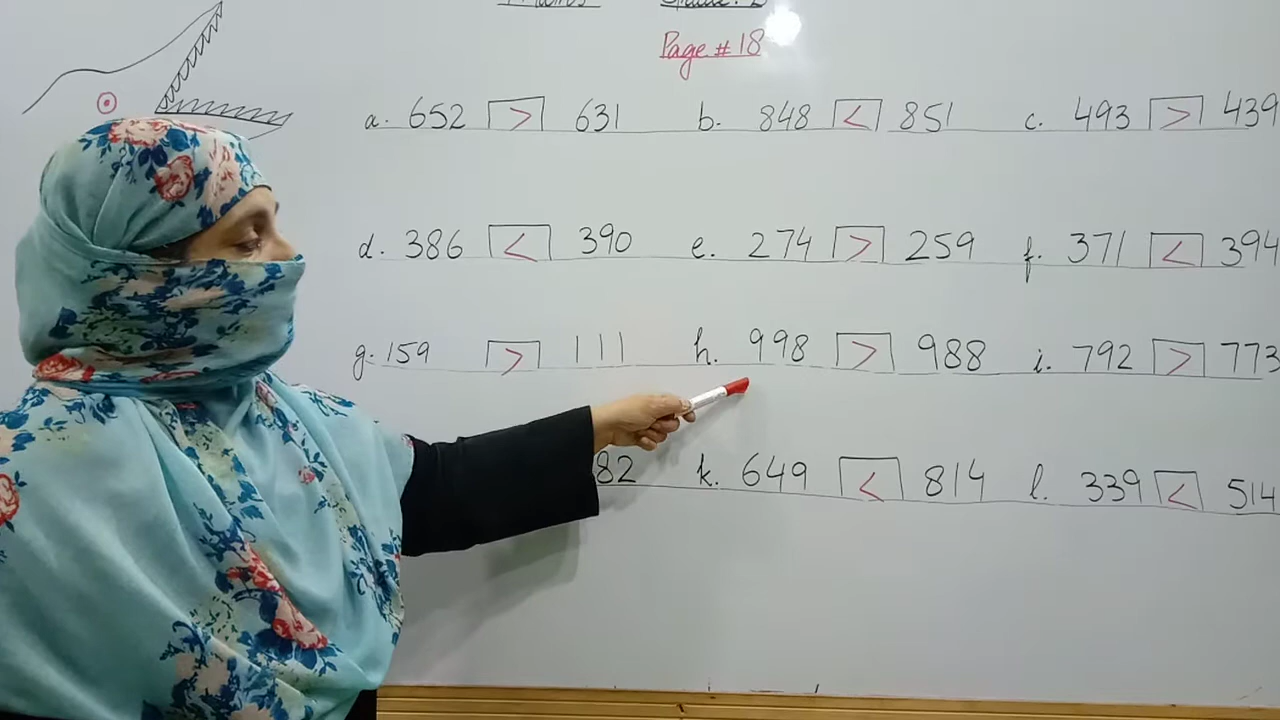 Page # 18
a. 652 > 631 b. 848 < 851 c. 493 > 439
d. 386 < 390 e. 274 > 259 f. 371 < 394
g. 159 > 111 h. 998 > 988 i. 792 > 773
82 k. 649 < 814 l. 339 < 514